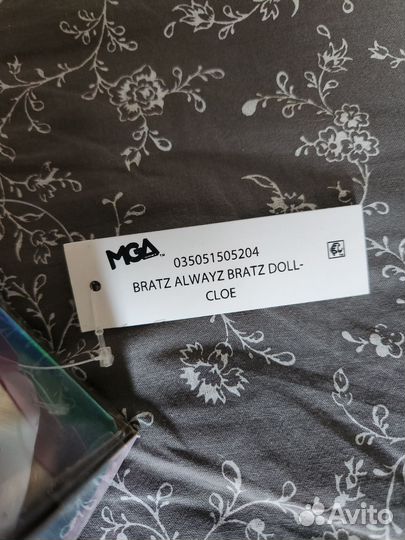 MGA 035051505204
BRATZ ALWAYZ BRATZ DOLL-
CLOE
Avito